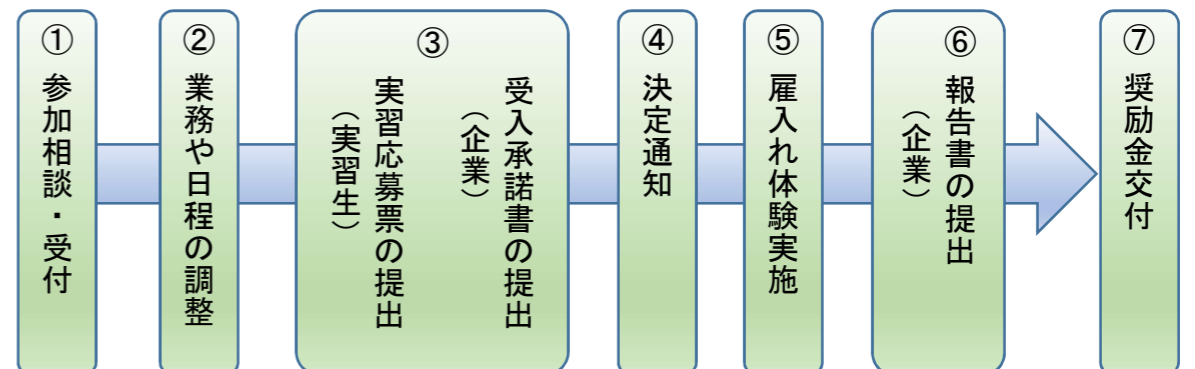 ①
参加相談・受付
②
業務や日程の調整
③
受入承諾書の提出
（企業）
実習応募票の提出
（実習生）
④
決定通知
⑤
雇入れ体験実施
⑥
報告書の提出
（企業）
⑦
奨励金交付